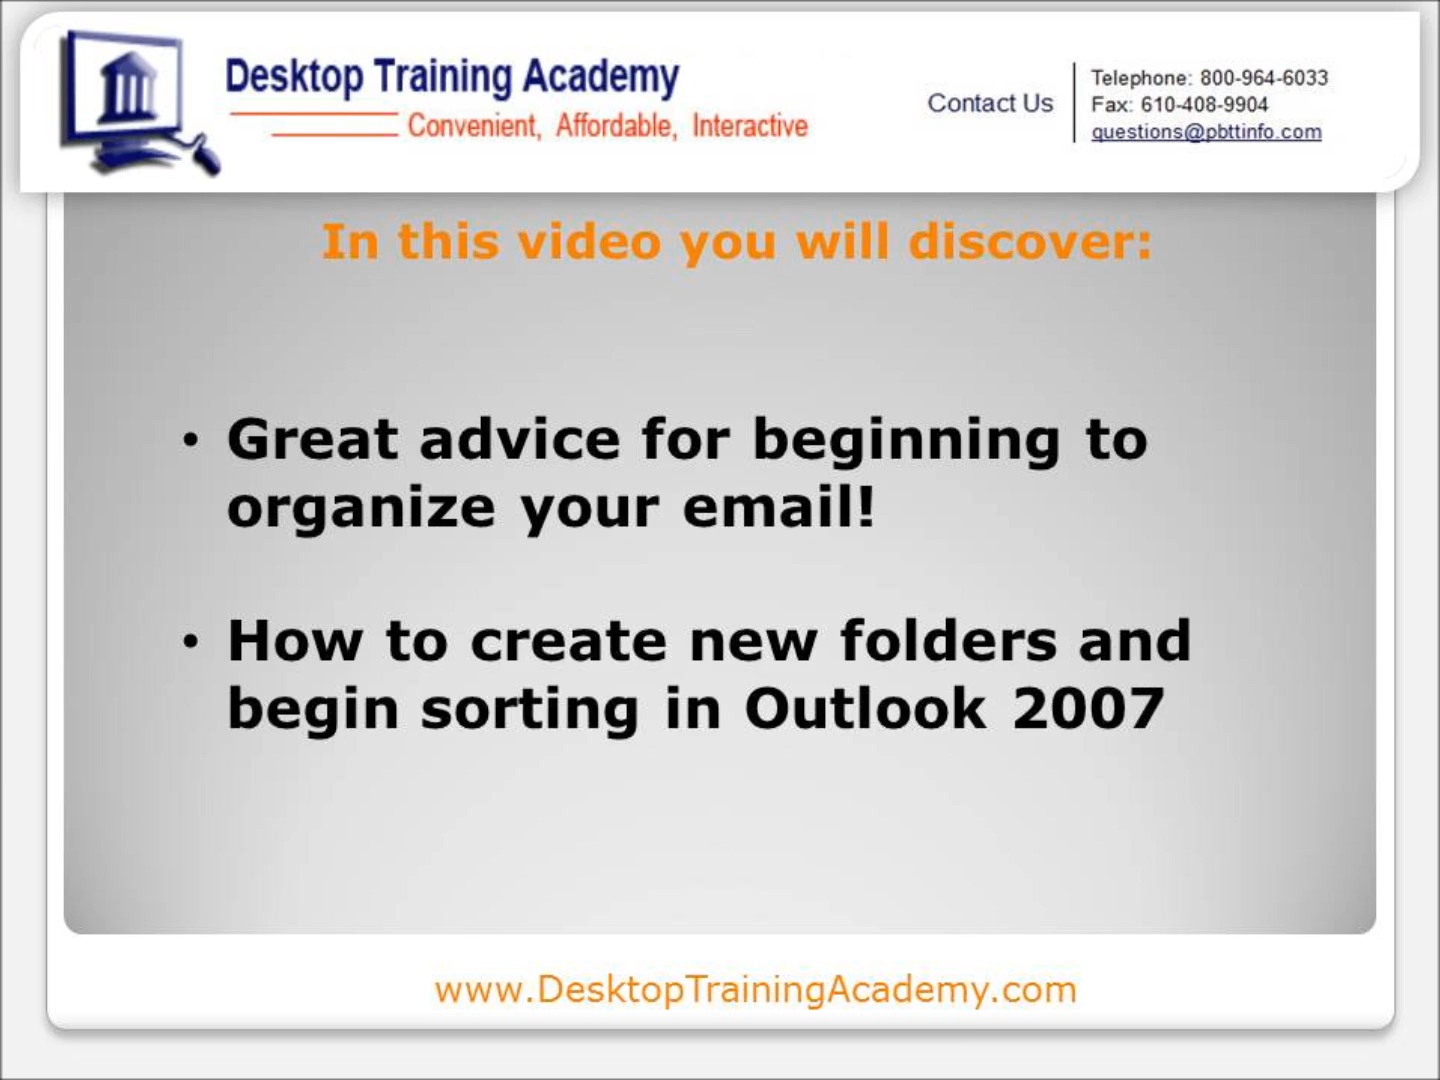 Desktop Training Academy
Convenient, Affordable, Interactive
Contact Us
Telephone: 800-964-6033
Fax: 610-408-9904
questions@pbttinfo.com
In this video you will discover:
• Great advice for beginning to
organize your email!
• How to create new folders and
begin sorting in Outlook 2007
www.DesktopTrainingAcademy.com